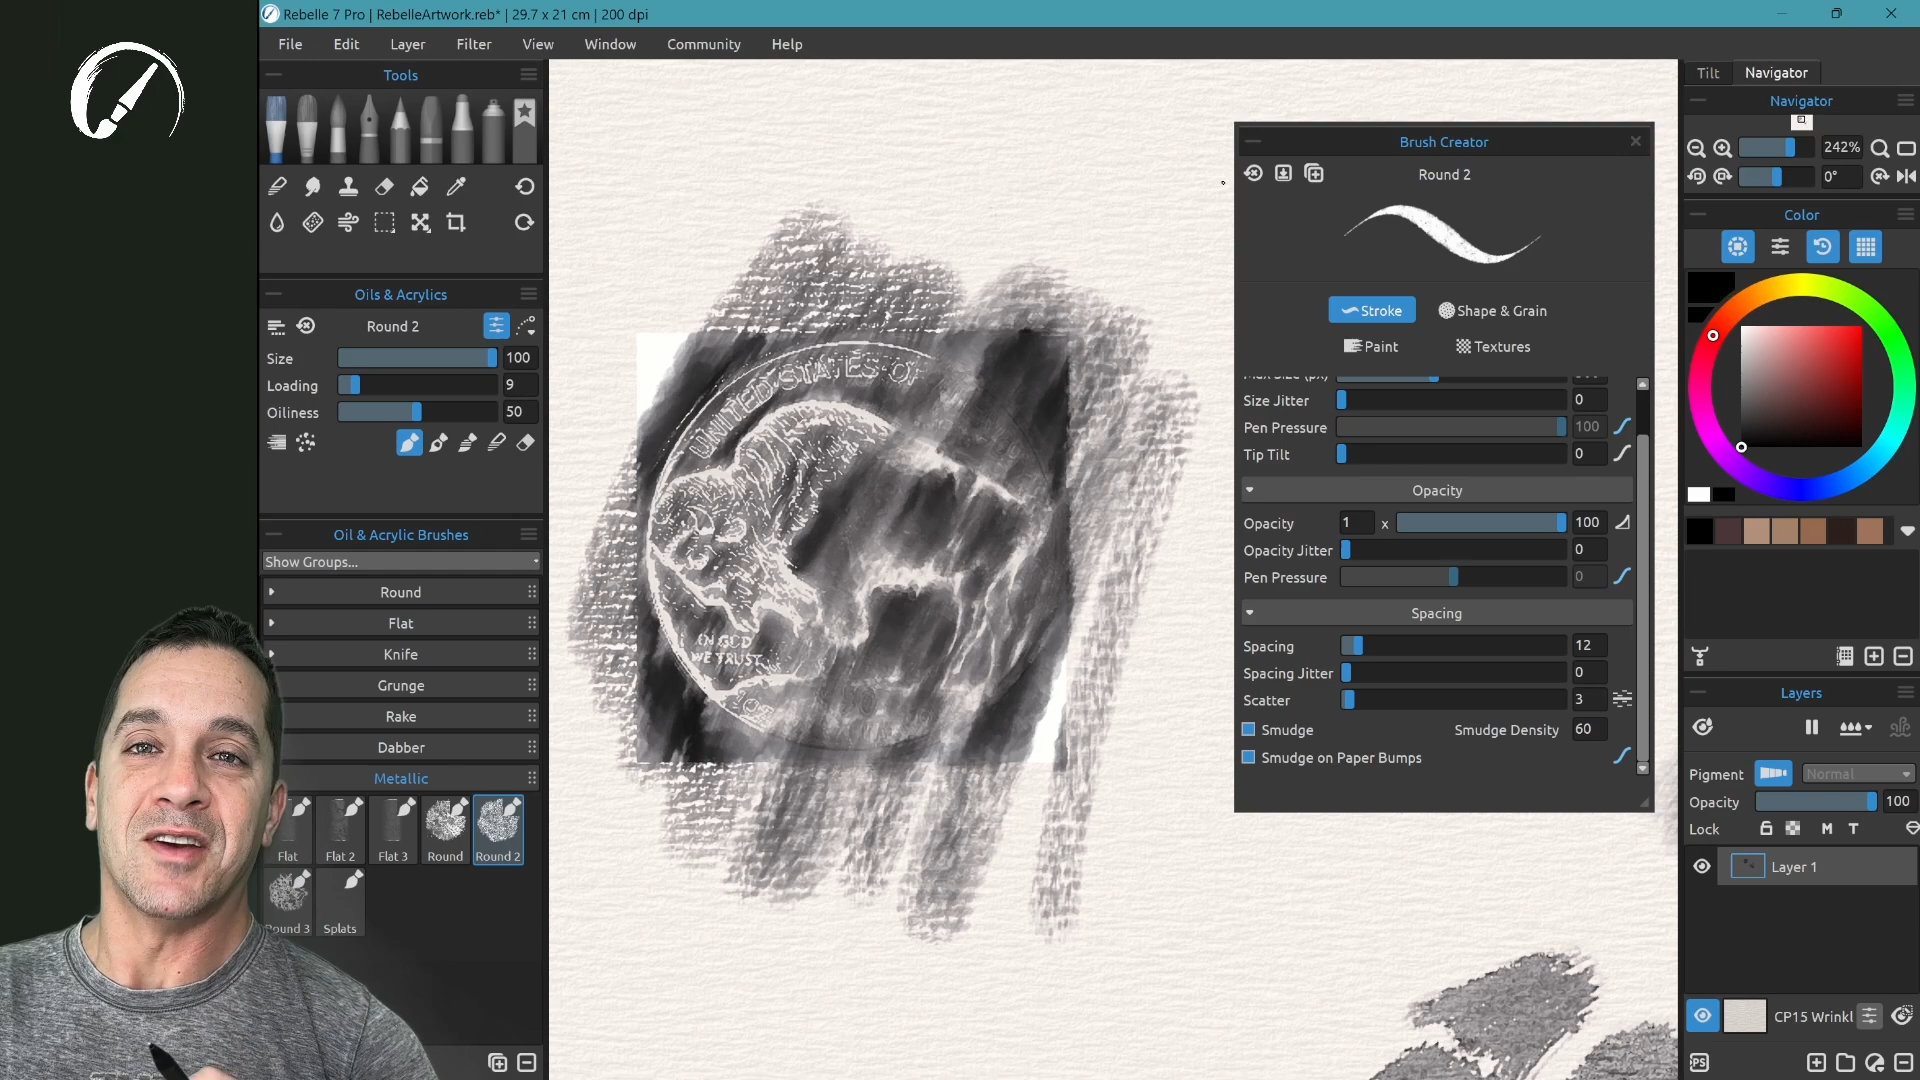 Rebelle 7 Pro | RebelleArtwork.reb* | 29.7 x 21 cm | 200 dpi
File Edit Layer Filter View Window Community Help
Tools
Oils & Acrylics
Round 2
Size 100
Loading 9
Oiliness 50
Oil & Acrylic Brushes
Show Groups...
Round
Flat
Knife
Grunge
Rake
Dabber
Metallic
Flat Flat 2 Flat 3 Round Round 2
Round 3 Splats
UNITED STATES OF
IN GOD
WE TRUST
Brush Creator
Round 2
Stroke Shape & Grain
Paint Textures
Max Size (px)
Size Jitter 0
Pen Pressure 100
Tip Tilt 0
Opacity
Opacity 1 x 100
Opacity Jitter 0
Pen Pressure 0
Spacing
Spacing 12
Spacing Jitter 0
Scatter 3
Smudge Smudge Density 60
Smudge on Paper Bumps
Tilt Navigator
Navigator
242%
0°
Color
Layers
Pigment Normal
Opacity 100
Lock M T
Layer 1
CP15 Wrinkl
PS